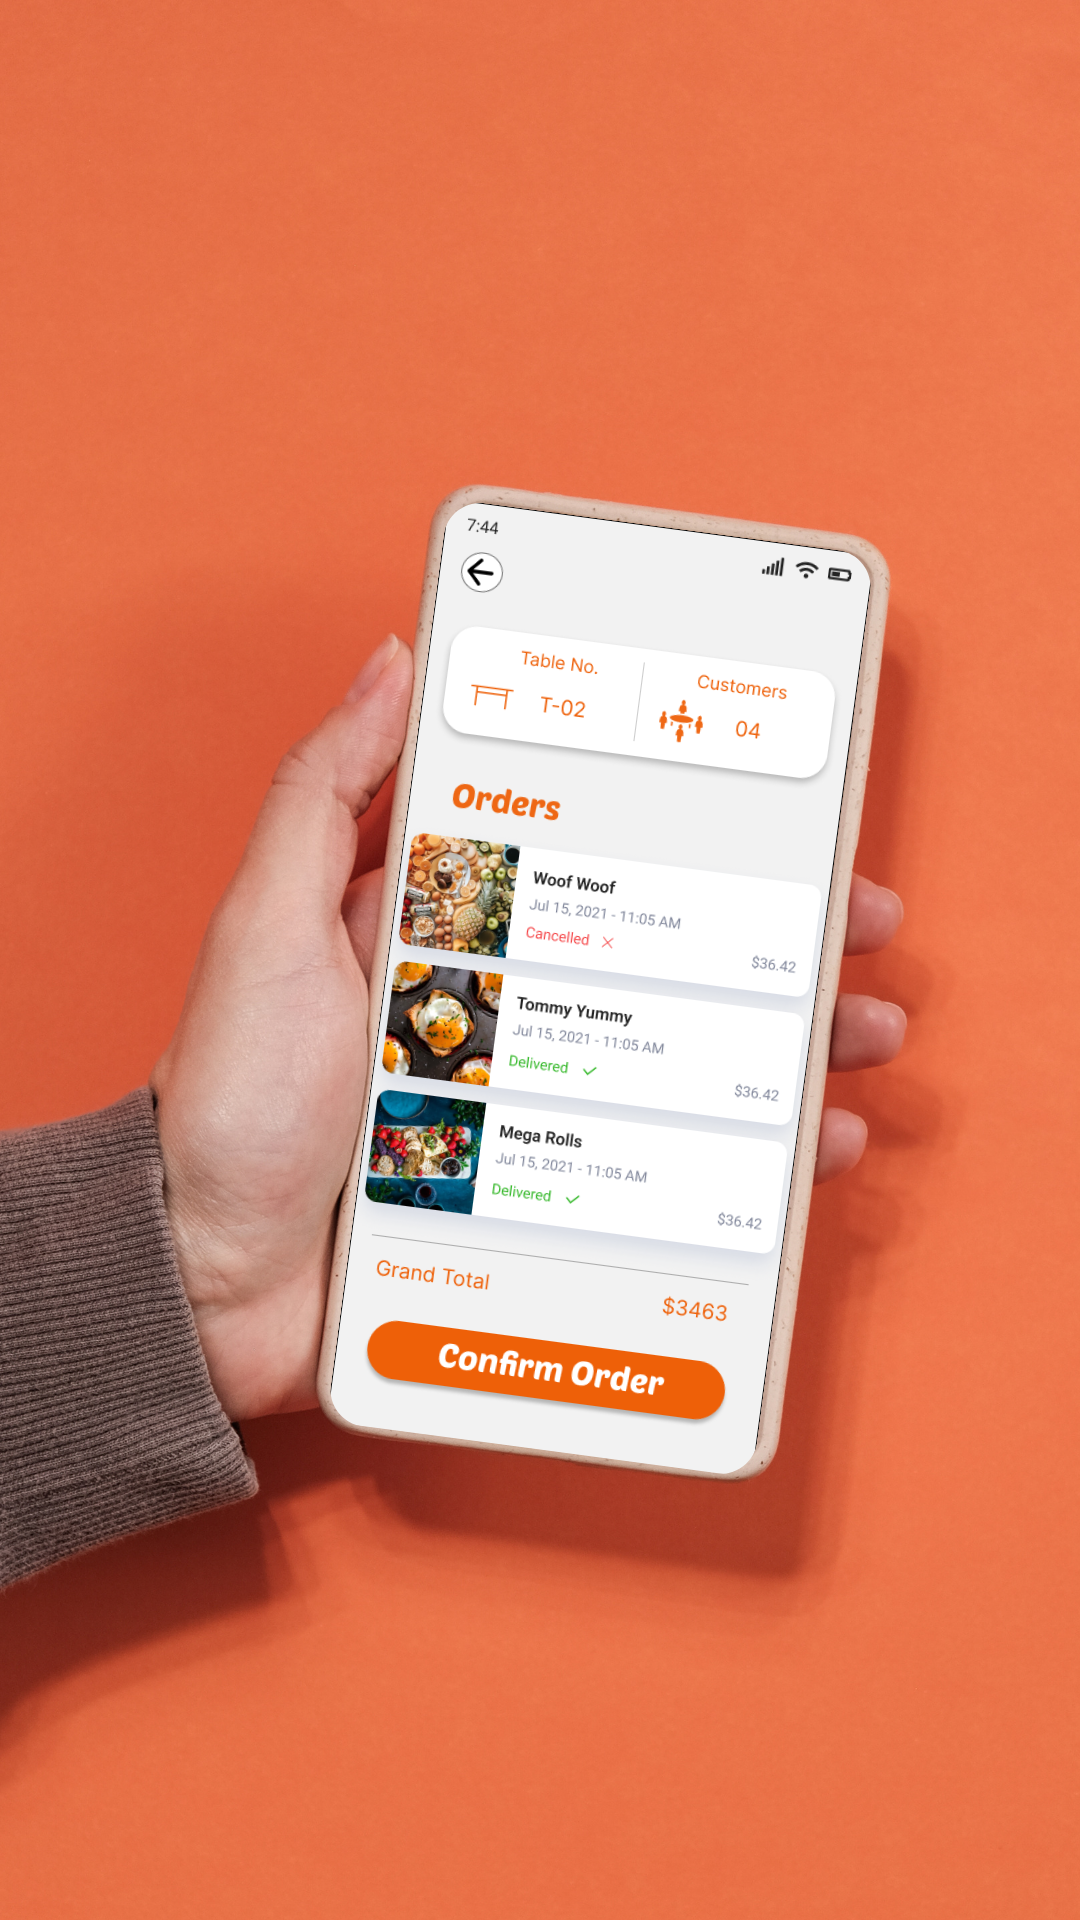 7:44
Table No.
T-02
Customers
04
Orders
Woof Woof
Jul 15, 2021 - 11:05 AM
Cancelled
$36.42
Tommy Yummy
Jul 15, 2021 - 11:05 AM
Delivered
$36.42
Mega Rolls
Jul 15, 2021 - 11:05 AM
Delivered
$36.42
Grand Total
$3463
Confirm Order